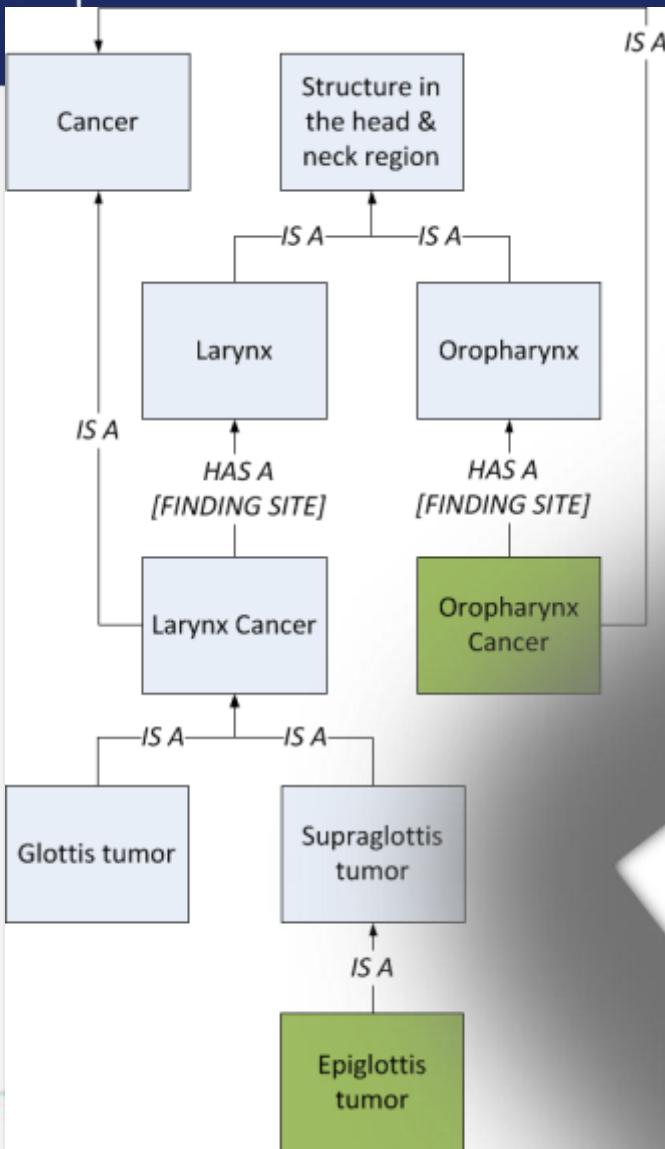 IS A
Cancer
Structure in
the head &
neck region
IS A
IS A
Larynx
Oropharynx
IS A
HAS A
[FINDING SITE]
HAS A
[FINDING SITE]
Larynx Cancer
Oropharynx
Cancer
IS A
IS A
Glottis tumor
Supraglottis
tumor
IS A
Epiglottis
tumor